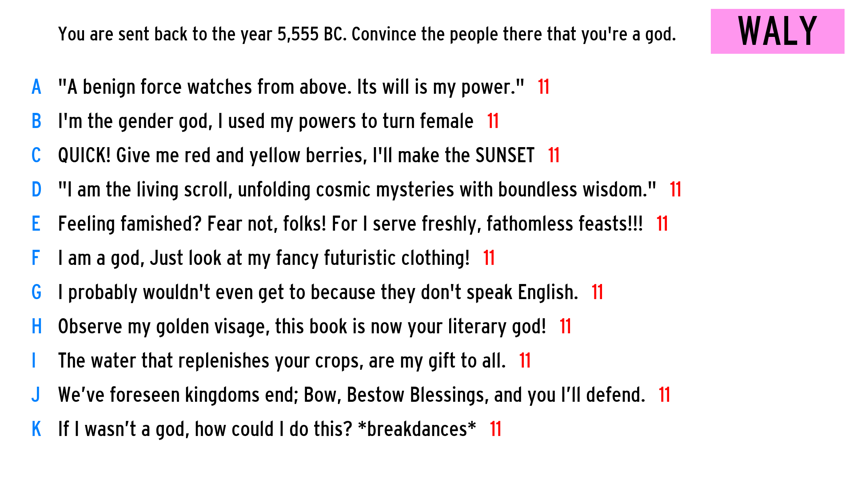 You are sent back to the year 5,555 BC. Convince the people there that you're a god.
WALY
A "A benign force watches from above. Its will is my power." 11
B I'm the gender god, I used my powers to turn female 11
C QUICK! Give me red and yellow berries, I'll make the SUNSET 11
D "I am the living scroll, unfolding cosmic mysteries with boundless wisdom." 11
E Feeling famished? Fear not, folks! For I serve freshly, fathomless feasts!!! 11
F I am a god, Just look at my fancy futuristic clothing! 11
G I probably wouldn't even get to because they don't speak English. 11
H Observe my golden visage, this book is now your literary god! 11
I The water that replenishes your crops, are my gift to all. 11
J We’ve foreseen kingdoms end; Bow, Bestow Blessings, and you I’ll defend. 11
K If I wasn’t a god, how could I do this? *breakdances* 11